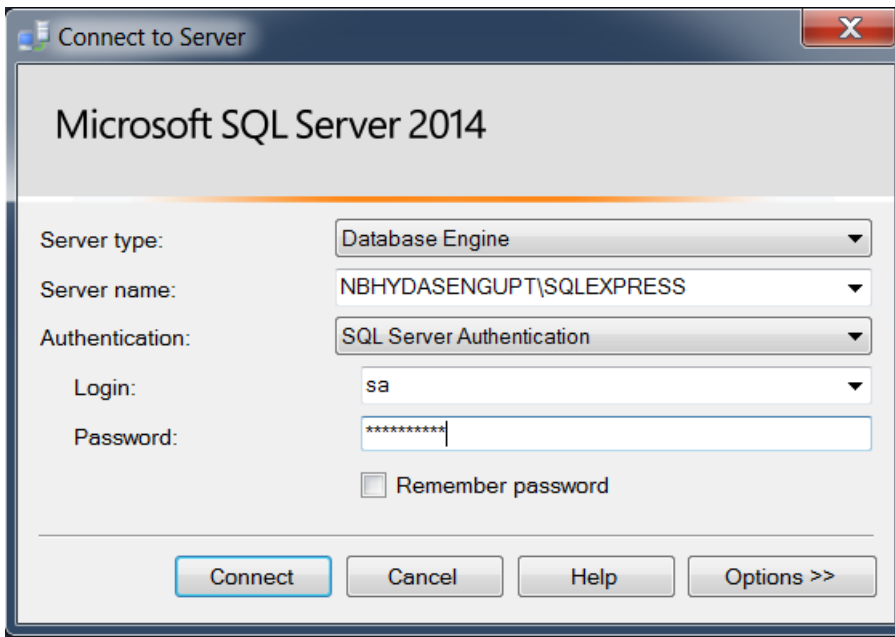 Connect to Server
Microsoft SQL Server 2014
Server type: Database Engine
Server name: NBHYDASENGUPT\SQLEXPRESS
Authentication: SQL Server Authentication
Login: sa
Password: **********
Remember password
Connect Cancel Help Options >>